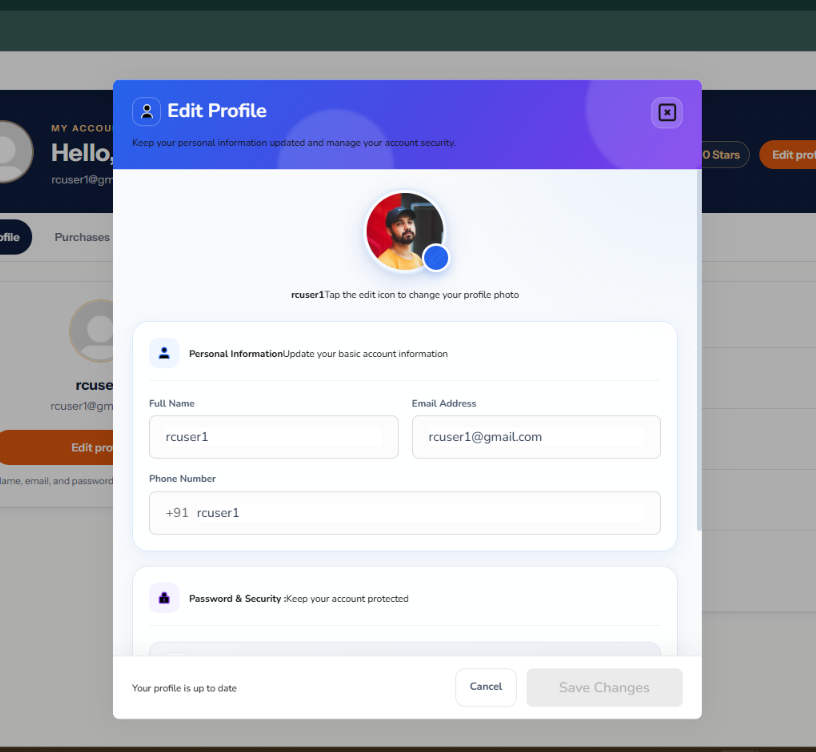 MY ACCOU
Hello,
rcuser1@gm
0 Stars
Edit prof
ofile
Purchases
rcuse
rcuser1@gm
Edit pro
lame, email, and password
Edit Profile
Keep your personal information updated and manage your account security.
rcuser1Tap the edit icon to change your profile photo
Personal InformationUpdate your basic account information
Full Name
Email Address
rcuser1
rcuser1@gmail.com
Phone Number
+91 rcuser1
Password & Security :Keep your account protected
Your profile is up to date
Cancel
Save Changes